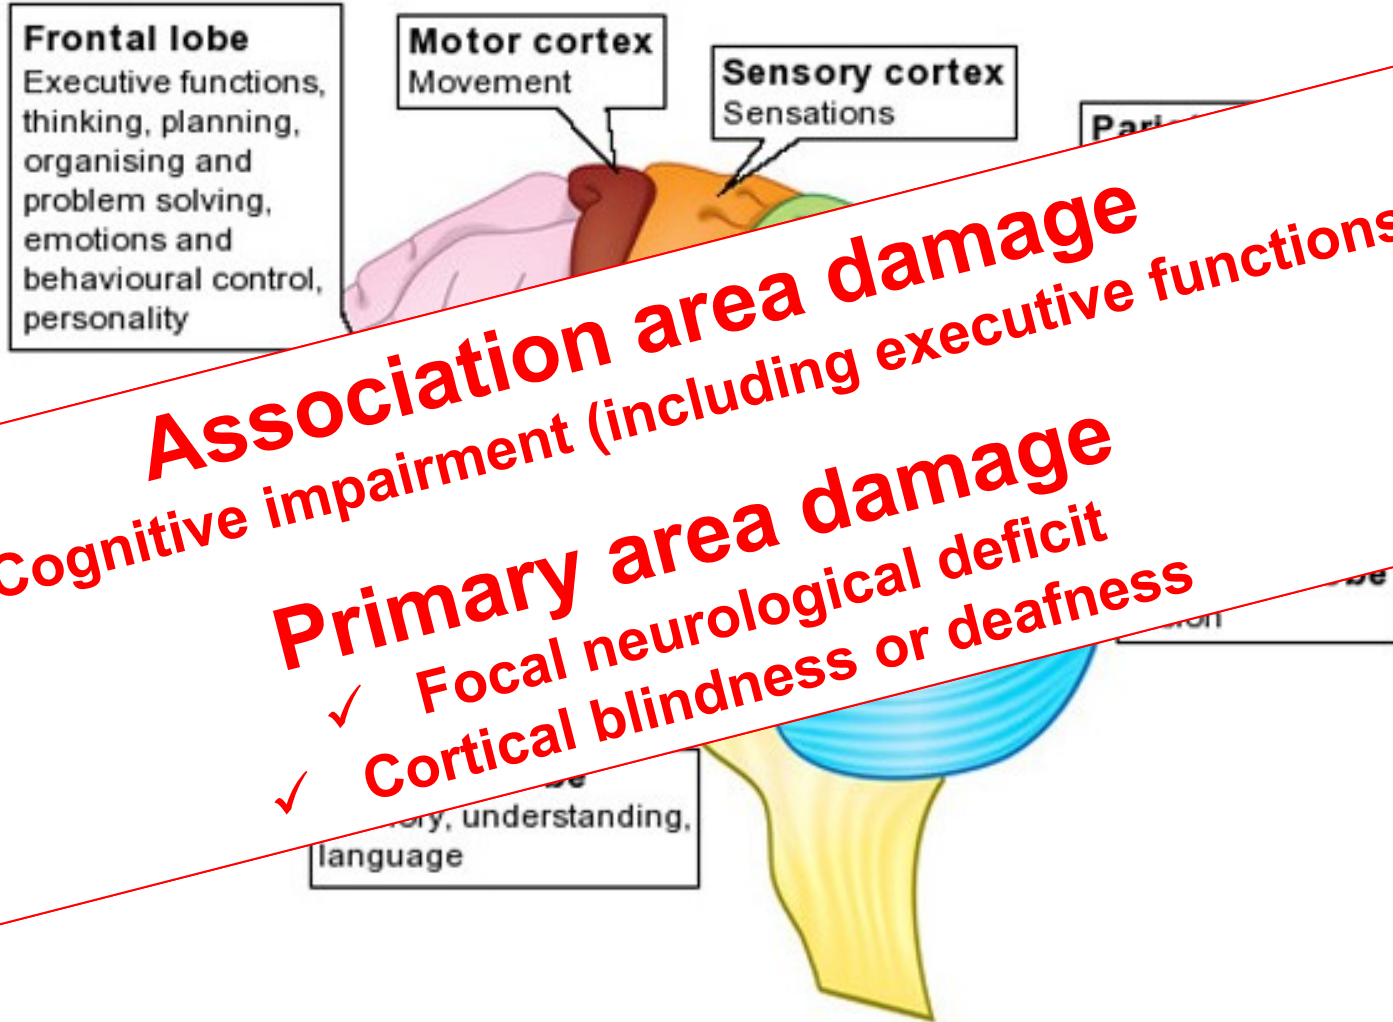 Frontal lobe
Executive functions,
thinking, planning,
organising and
problem solving,
emotions and
behavioural control,
personality
Motor cortex
Movement
Sensory cortex
Sensations
Association area damage
Cognitive impairment (including executive functions
Primary area damage
✓ Focal neurological deficit
✓ Cortical blindness or deafness
understanding,
language